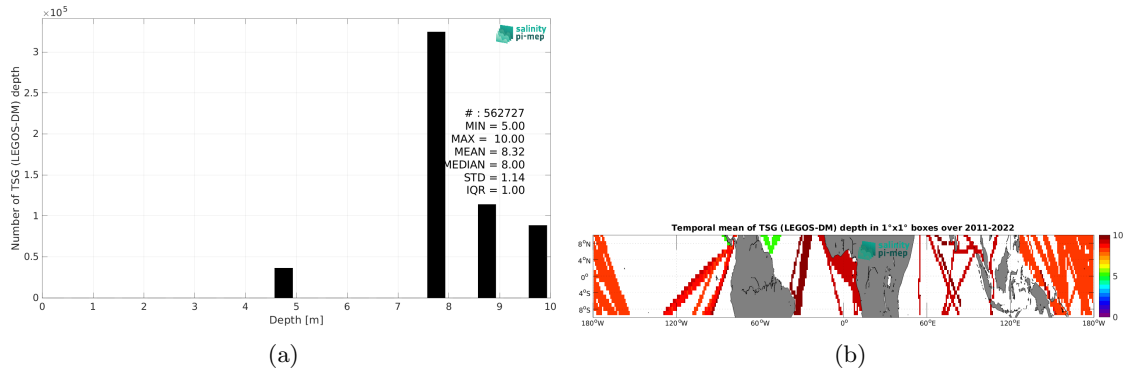 ×10⁵
salinity
pi-mep
3
2.5
2
1.5
1
0.5
0
Number of TSG (LEGOS-DM) depth
# : 562727
MIN = 5.00
MAX = 10.00
MEAN = 8.32
MEDIAN = 8.00
STD = 1.14
IQR = 1.00
0 1 2 3 4 5 6 7 8 9 10
Depth [m]
(a)
Temporal mean of TSG (LEGOS-DM) depth in 1°x1° boxes over 2011-2022
salinity
pi-mep
8°N
4°N
0°
4°S
8°S
180°W 120°W 60°W 0° 60°E 120°E 180°W
10
5
0
(b)